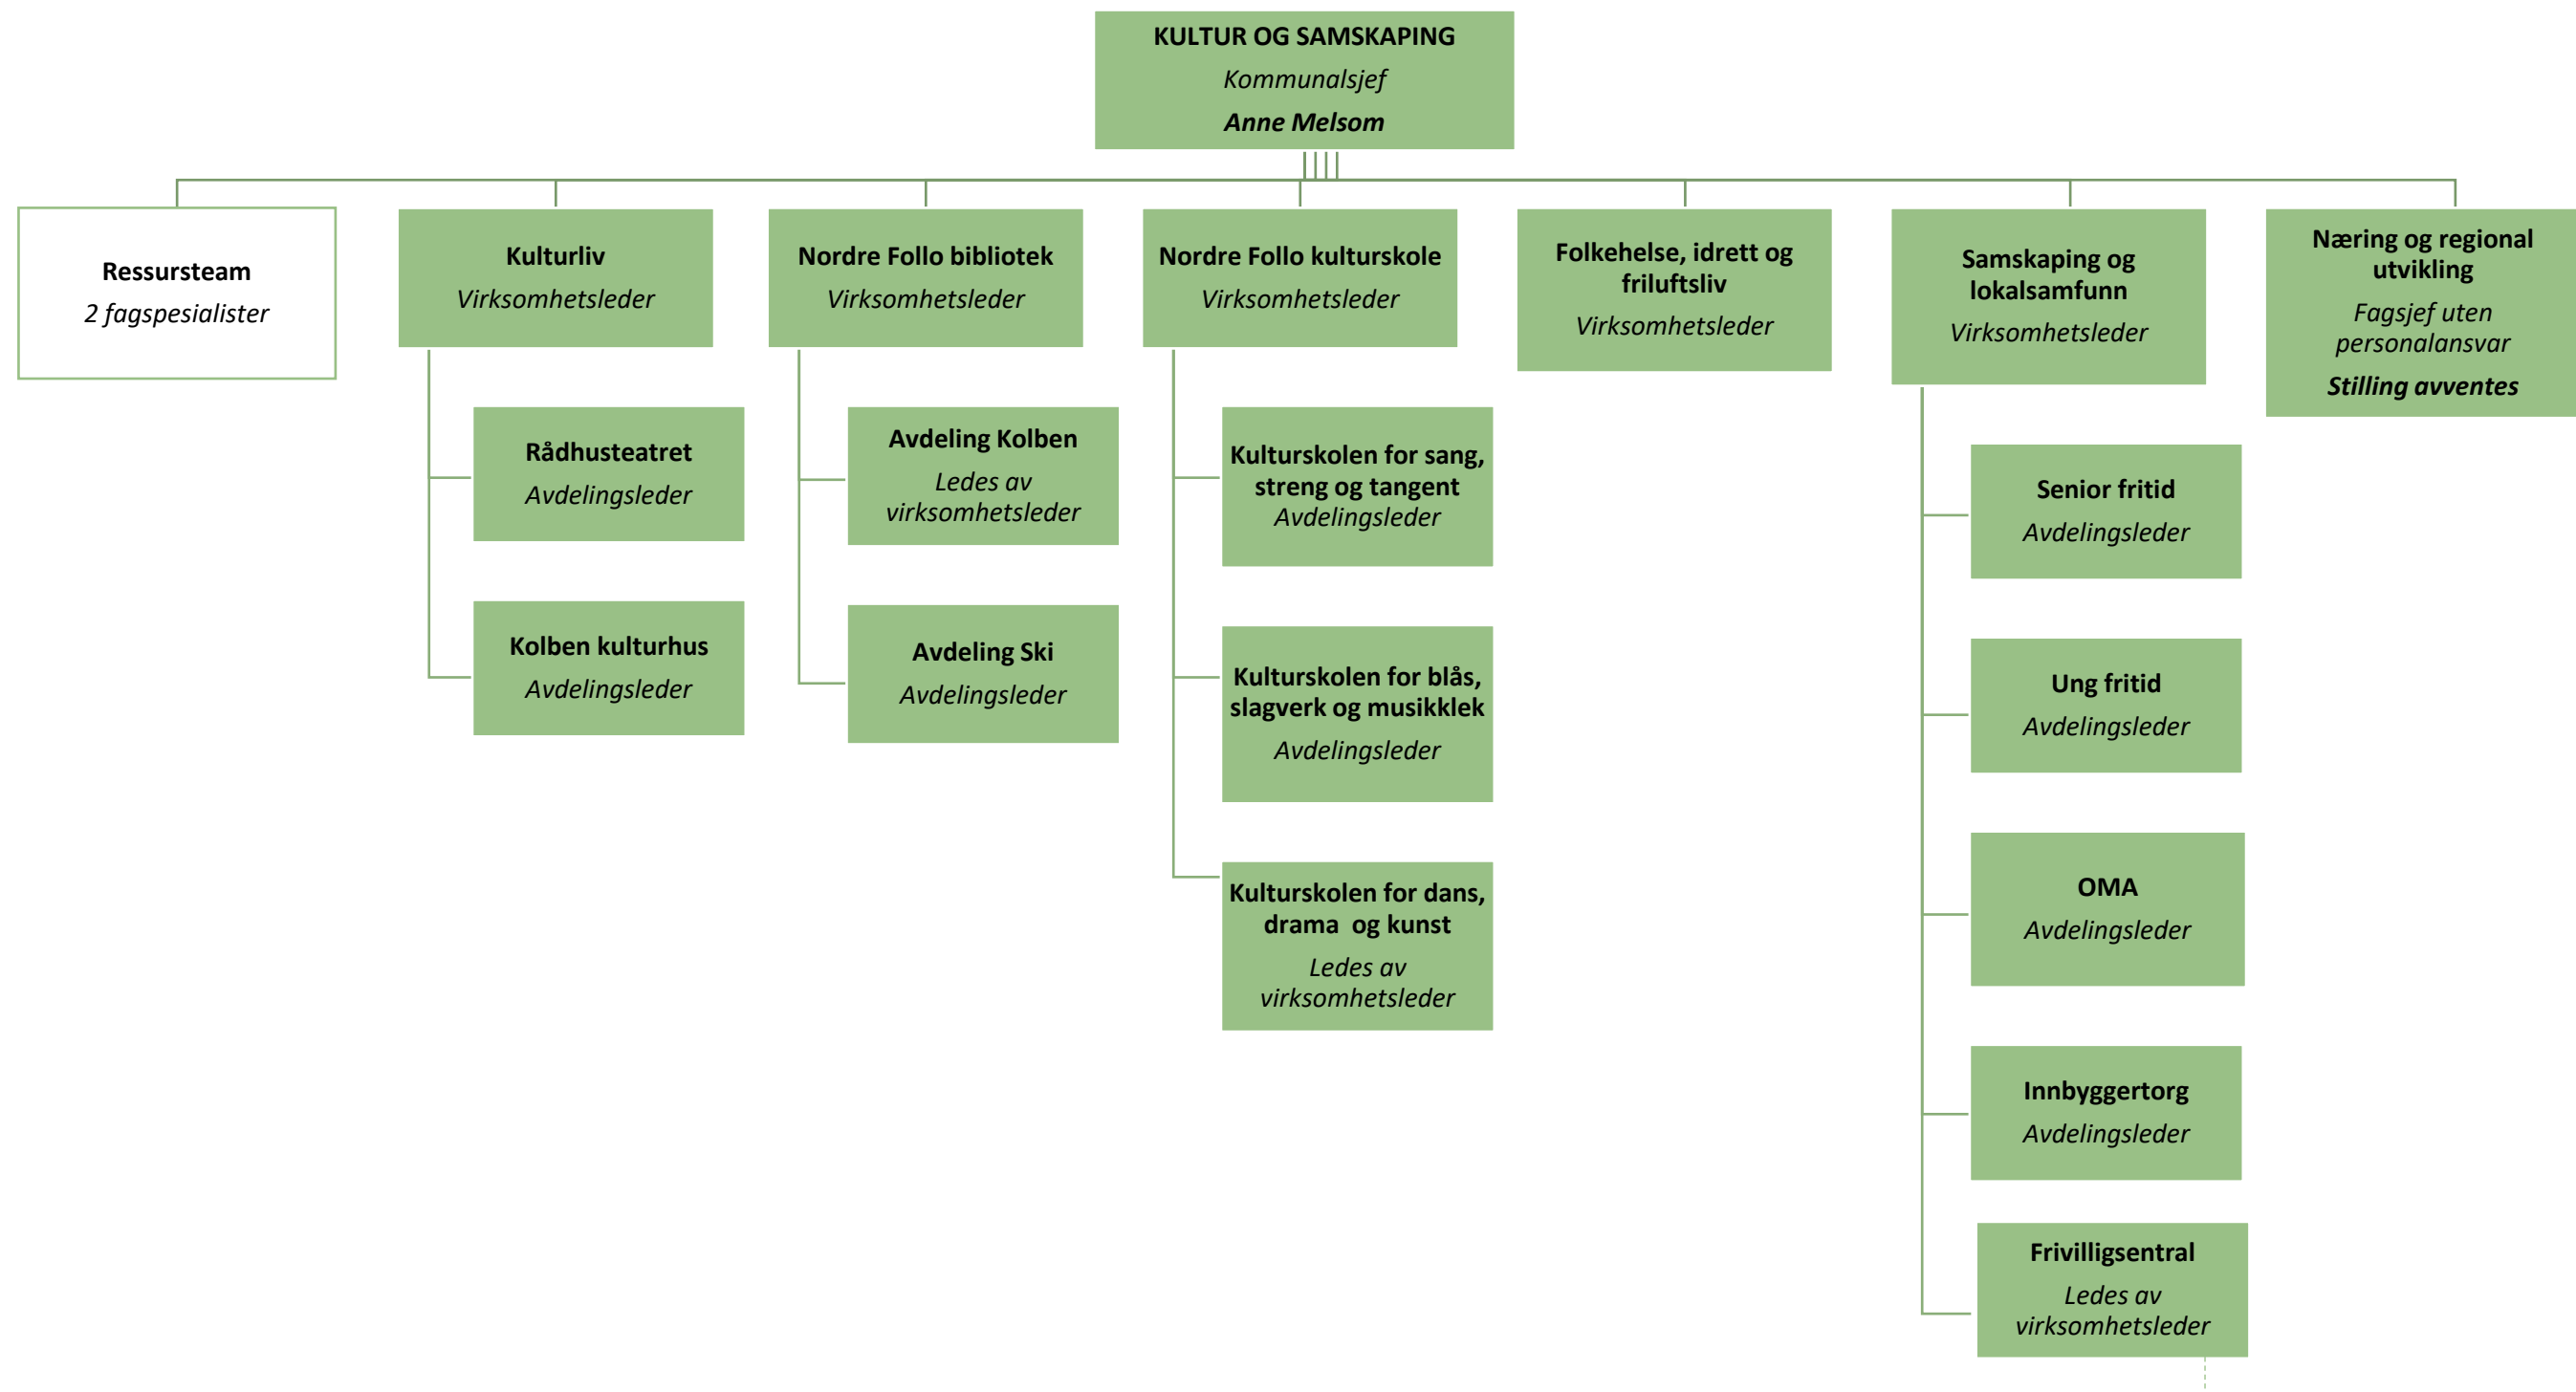 KULTUR OG SAMSKAPING
Kommunalsjef
Anne Melsom
Ressursteam
2 fagspesialister
Kulturliv
Virksomhetsleder
Nordre Follo bibliotek
Virksomhetsleder
Nordre Follo kulturskole
Virksomhetsleder
Folkehelse, idrett og
friluftsliv
Virksomhetsleder
Samskaping og
lokalsamfunn
Virksomhetsleder
Næring og regional
utvikling
Fagsjef uten
personalansvar
Stilling avventes
Rådhusteatret
Avdelingsleder
Kolben kulturhus
Avdelingsleder
Avdeling Kolben
Ledes av
virksomhetsleder
Avdeling Ski
Avdelingsleder
Kulturskolen for sang,
streng og tangent
Avdelingsleder
Kulturskolen for blås,
slagverk og musikklek
Avdelingsleder
Kulturskolen for dans,
drama  og kunst
Ledes av
virksomhetsleder
Senior fritid
Avdelingsleder
Ung fritid
Avdelingsleder
OMA
Avdelingsleder
Innbyggertorg
Avdelingsleder
Frivilligsentral
Ledes av
virksomhetsleder